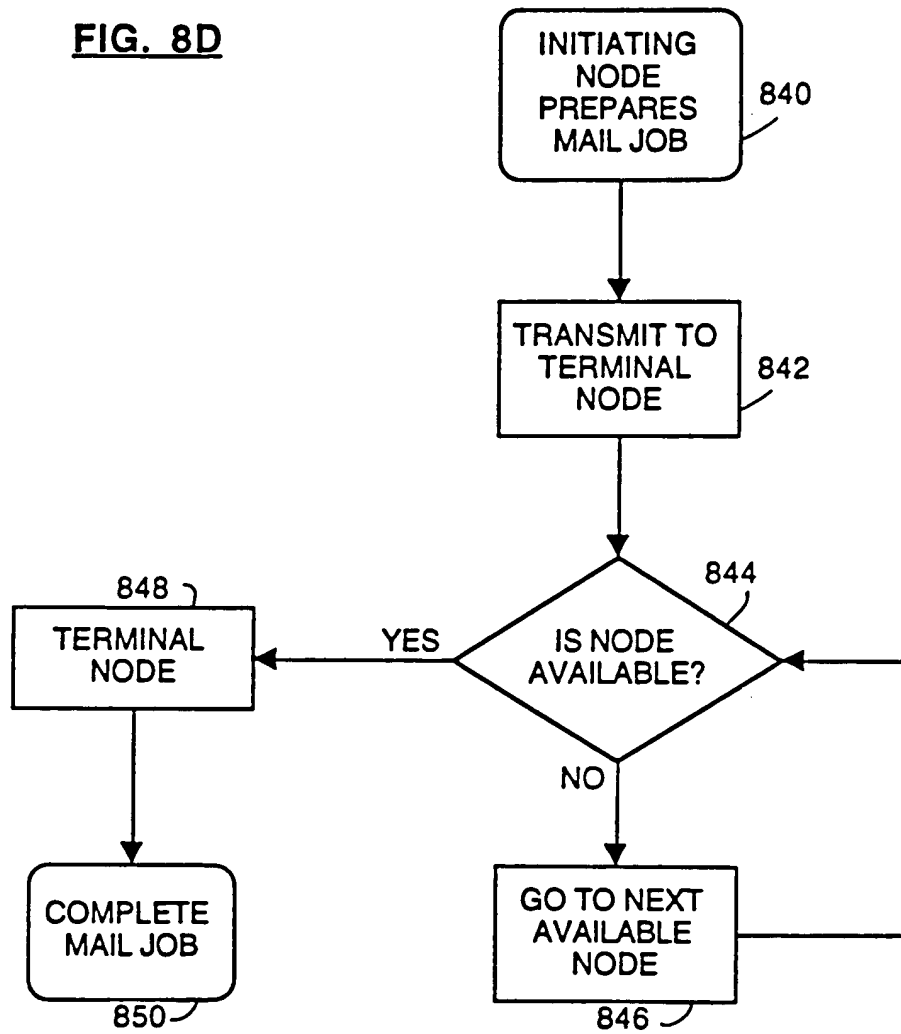 FIG. 8D
INITIATING
NODE
PREPARES
MAIL JOB
840
TRANSMIT TO
TERMINAL
NODE
842
844
IS NODE
AVAILABLE?
YES
848
TERMINAL
NODE
NO
COMPLETE
MAIL JOB
850
GO TO NEXT
AVAILABLE
NODE
846